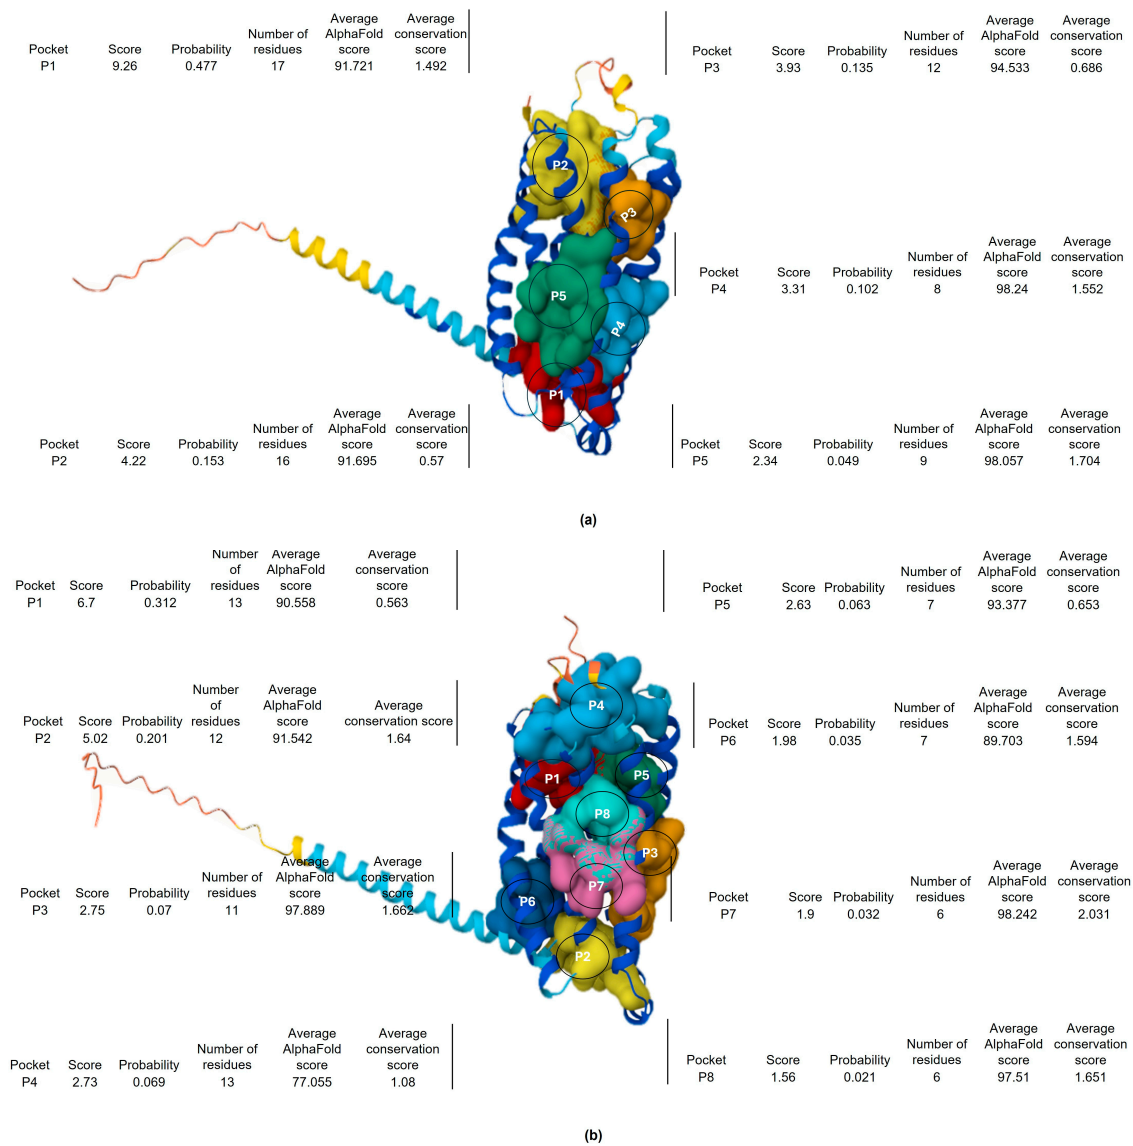 Average
AlphaFold
score
Average
conservation
score
Number of
residues
Pocket Score Probability
P1 9.26 0.477 17 91.721 1.492
Average
AlphaFold
score
Average
conservation
score
Number of
residues
Pocket Score Probability
P3 3.93 0.135 12 94.533 0.686
P2
P3
P5
P4
P1
Average
AlphaFold
score
Average
conservation
score
Number of
residues
Pocket Score Probability
P4 3.31 0.102 8 98.24 1.552
Average
AlphaFold
score
Average
conservation
score
Number of
residues
Pocket Score Probability
P2 4.22 0.153 16 91.695 0.57
Average
AlphaFold
score
Average
conservation
score
Number of
residues
Pocket Score Probability
P5 2.34 0.049 9 98.057 1.704
(a)
Number
of
residues
Average
AlphaFold
score
Average
conservation
score
Pocket Score Probability
P1 6.7 0.312 13 90.558 0.563
Number of
residues
Average
AlphaFold
score
Average
conservation
score
Pocket Score Probability
P5 2.63 0.063 7 93.377 0.653
Number
of
residues
Average
AlphaFold
score
Average
conservation score
Pocket Score Probability
P2 5.02 0.201 12 91.542 1.64
Number of
residues
Average
AlphaFold
score
Average
conservation
score
Pocket Score Probability
P6 1.98 0.035 7 89.703 1.594
P4
P1
P5
P8
P3
P7
P6
P2
Number of
residues
Average
AlphaFold
score
Average
conservation
score
Pocket Score Probability
P3 2.75 0.07 11 97.889 1.662
Number of
residues
Average
AlphaFold
score
Average
conservation
score
Pocket Score Probability
P7 1.9 0.032 6 98.242 2.031
Number of
residues
Average
AlphaFold
score
Average
conservation
score
Pocket Score Probability
P4 2.73 0.069 13 77.055 1.08
Number of
residues
Average
AlphaFold
score
Average
conservation
score
Pocket Score Probability
P8 1.56 0.021 6 97.51 1.651
(b)